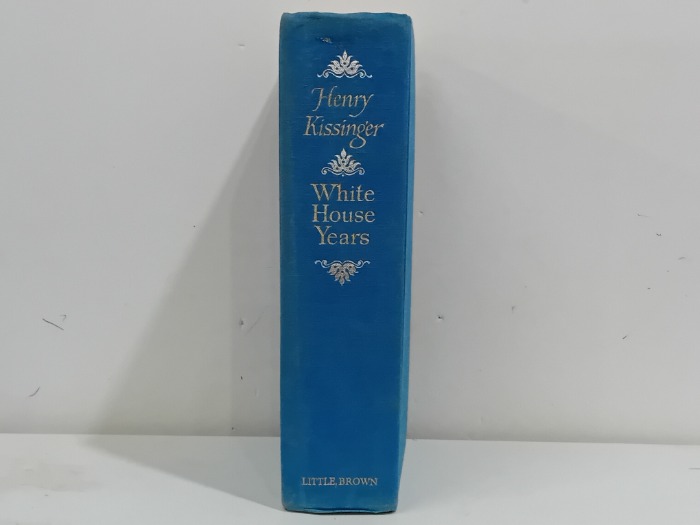 Henry
Kissinger
White
House
Years
LITTLE, BROWN